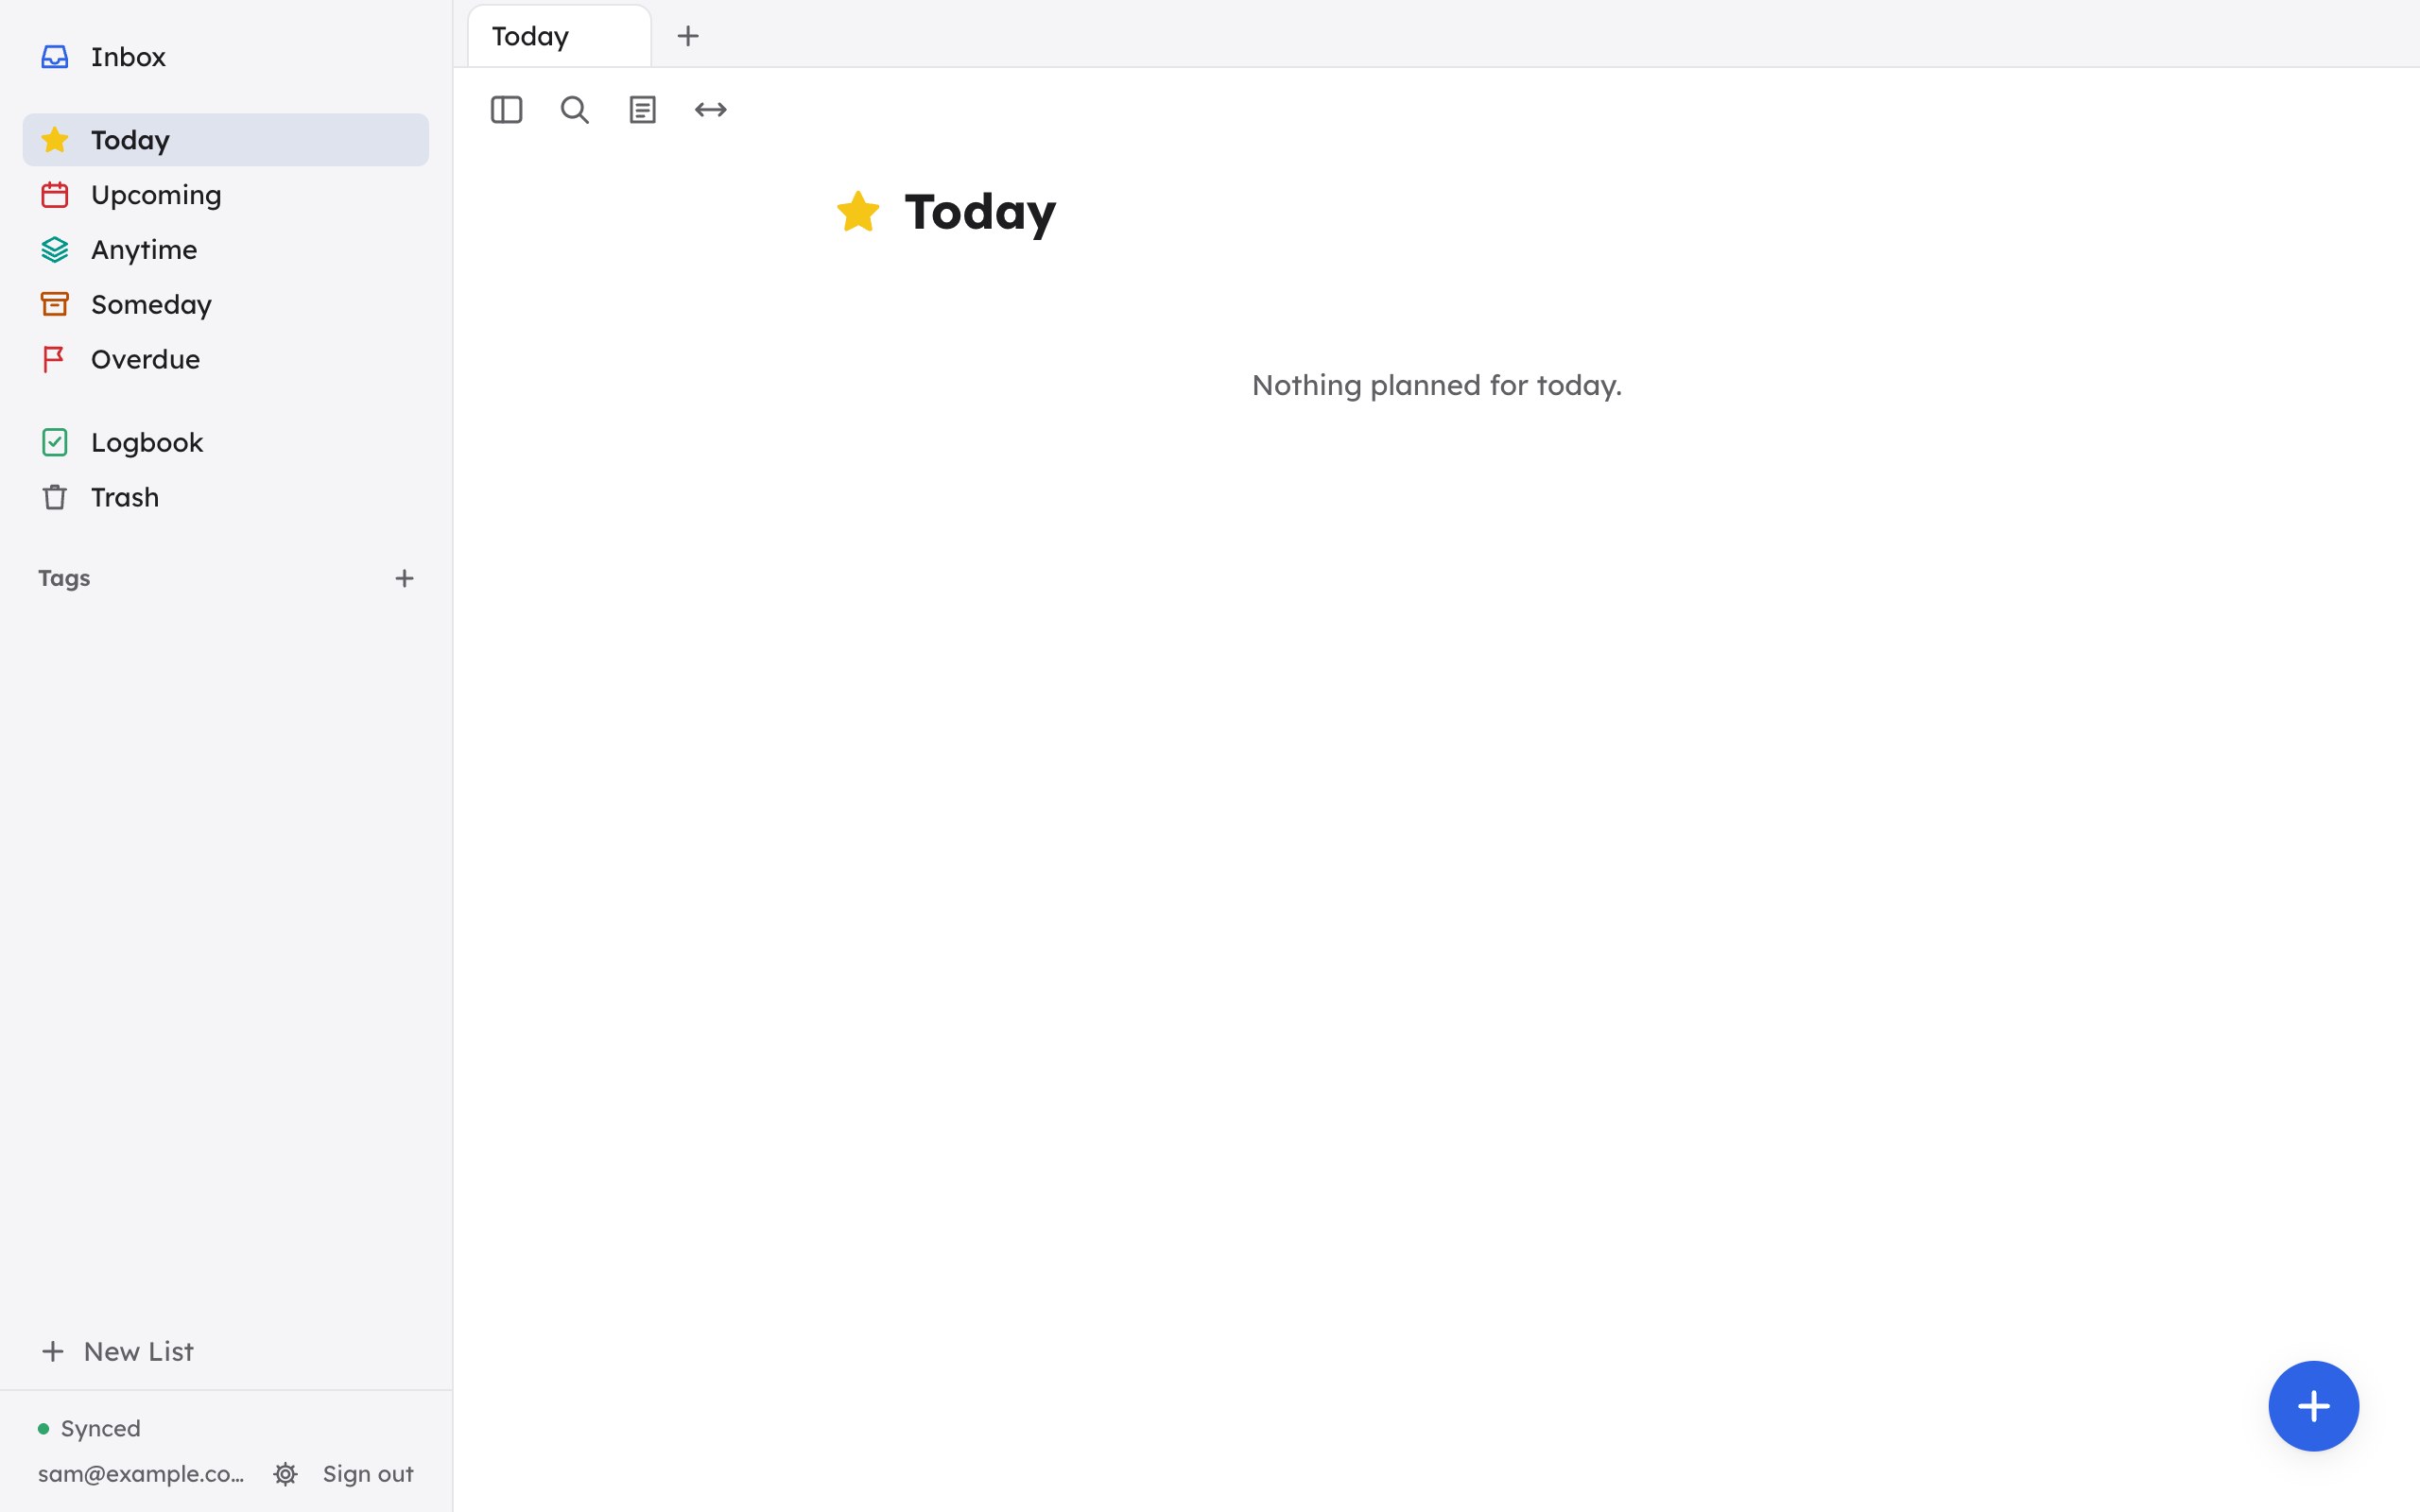 Inbox
Today
Upcoming
Anytime
Someday
Overdue
Logbook
Trash
Tags
New List
Synced
sam@example.co...
Sign out
Today
Today
Nothing planned for today.